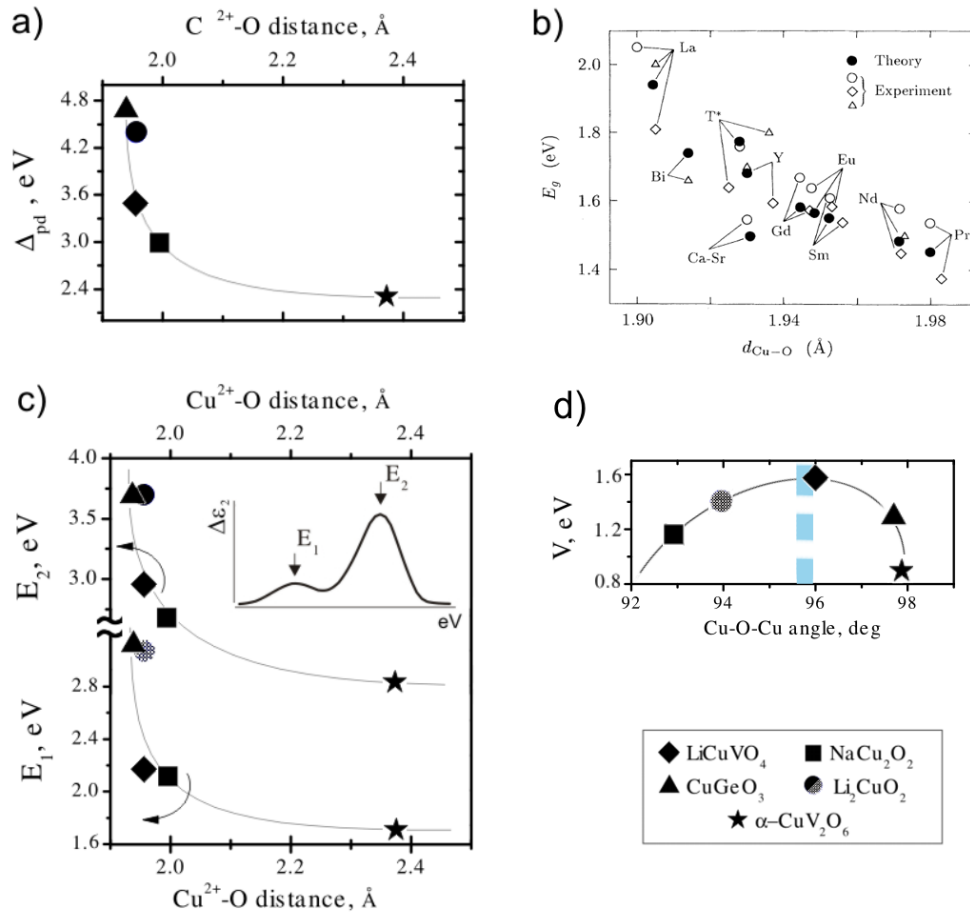 a)
C 2+-O distance, Å
2.0 2.2 2.4
4.8
4.2
3.6
3.0
2.4
Δpd , eV
b)
2.0
1.8
1.6
1.4
Eg (eV)
La
Theory
Experiment
T*
Bi
Y
Eu
Nd
Pr
Gd
Sm
Ca-Sr
1.90 1.94 1.98
dCu−O (Å)
c)
Cu2+-O distance, Å
2.0 2.2 2.4
4.0
3.5
3.0
E2, eV
Δε2
E1
E2
eV
2.8
2.2
2.0
1.6
E1, eV
2.0 2.2 2.4
Cu2+-O distance, Å
d)
1.6
1.2
0.8
V, eV
92 94 96 98
Cu-O-Cu angle, deg
LiCuVO4 NaCu2O2
CuGeO3 Li2CuO2
α–CuV2O6